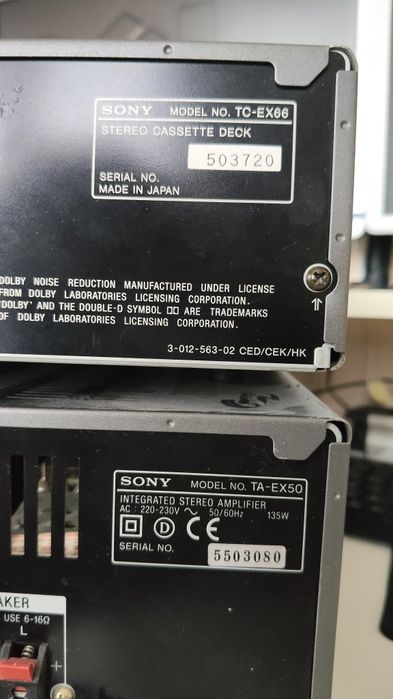 SONY MODEL NO. TC-EX66
STEREO CASSETTE DECK
503720
SERIAL NO.
MADE IN JAPAN
DOLBY NOISE REDUCTION MANUFACTURED UNDER LICENSE
FROM DOLBY LABORATORIES LICENSING CORPORATION.
"DOLBY" AND THE DOUBLE-D SYMBOL ARE TRADEMARKS
OF DOLBY LABORATORIES LICENSING CORPORATION.
3-012-563-02 CED/CEK/HK
SONY MODEL NO. TA-EX50
INTEGRATED STEREO AMPLIFIER
AC : 220-230V ~ 50/60Hz 135W
D CE
SERIAL NO. 5503080
USE 6-16Ω
L
+